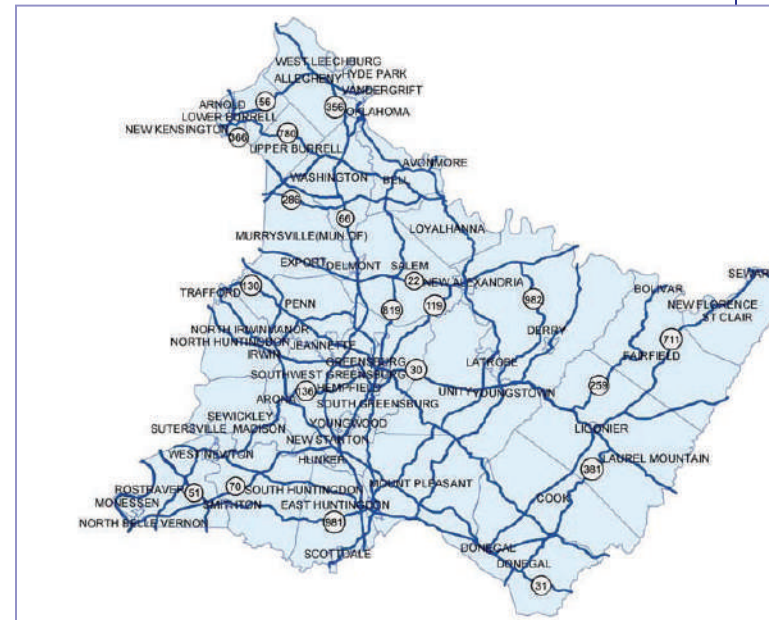 WEST LEECHBURG
HYDE PARK
ALLEGHENY
VANDERGRIFT
56
356
OKLAHOMA
ARNOLD
LOWER BURRELL
NEW KENSINGTON
366
780
UPPER BURRELL
AVONMORE
WASHINGTON
BELL
286
66
LOYALHANNA
MURRYSVILLE(MUN.OF)
EXPORT
DELMONT
SALEM
22
NEW ALEXANDRIA
SEWAR
BOLIVAR
130
TRAFFORD
PENN
819
119
982
NEW FLORENCE
ST CLAIR
NORTH IRWIN
MANOR
NORTH HUNTINGDON
JEANNETTE
DERRY
711
IRWIN
GREENSBURG
LATROBE
FAIRFIELD
SOUTHWEST GREENSBURG
30
136
HEMPFIELD
UNITY
YOUNGSTOWN
259
ARONA
SOUTH GREENSBURG
SEWICKLEY
YOUNGWOOD
LIGONIER
SUTERSVILLE
MADISON
NEW STANTON
WEST NEWTON
HUNKER
LAUREL MOUNTAIN
381
ROSTRAVER
70
SOUTH HUNTINGDON
MOUNT PLEASANT
MONESSEN
51
SMITHTON
EAST HUNTINGDON
COOK
NORTH BELLE VERNON
981
SCOTTDALE
DONEGAL
DONEGAL
31